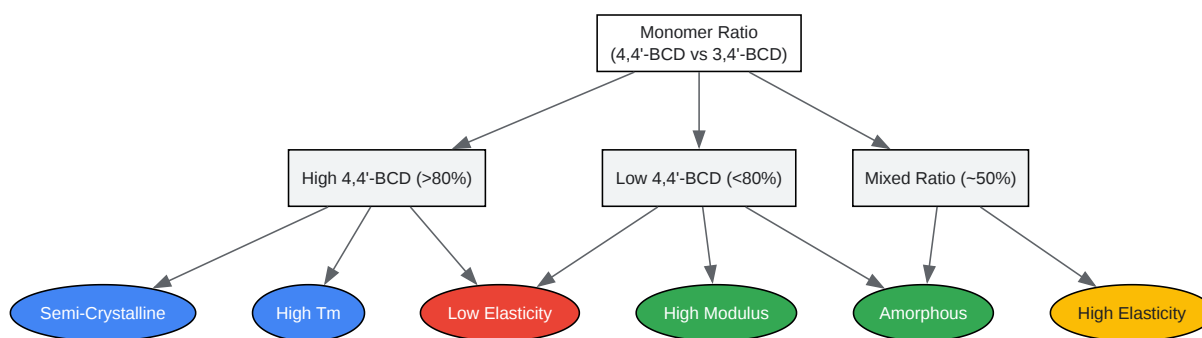 Monomer Ratio
(4,4'-BCD vs 3,4'-BCD)
High 4,4'-BCD (>80%)
Low 4,4'-BCD (<80%)
Mixed Ratio (~50%)
Semi-Crystalline
High Tm
Low Elasticity
High Modulus
Amorphous
High Elasticity